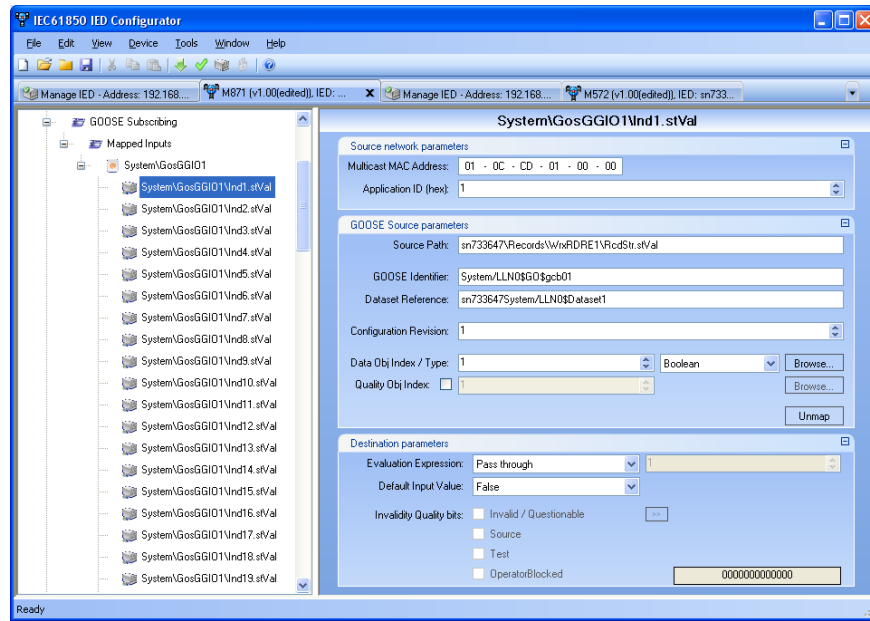 IEC61850 IED Configurator
File Edit View Device Tools Window Help
Manage IED - Address: 192.168.... M871 (v1.00(edited)), IED: ... X Manage IED - Address: 192.168.... M572 (v1.00(edited)), IED: sn733...
GOOSE Subscribing
Mapped Inputs
System\GosGGIO1
System\GosGGIO1\Ind1.stVal
System\GosGGIO1\Ind2.stVal
System\GosGGIO1\Ind3.stVal
System\GosGGIO1\Ind4.stVal
System\GosGGIO1\Ind5.stVal
System\GosGGIO1\Ind6.stVal
System\GosGGIO1\Ind7.stVal
System\GosGGIO1\Ind8.stVal
System\GosGGIO1\Ind9.stVal
System\GosGGIO1\Ind10.stVal
System\GosGGIO1\Ind11.stVal
System\GosGGIO1\Ind12.stVal
System\GosGGIO1\Ind13.stVal
System\GosGGIO1\Ind14.stVal
System\GosGGIO1\Ind15.stVal
System\GosGGIO1\Ind16.stVal
System\GosGGIO1\Ind17.stVal
System\GosGGIO1\Ind18.stVal
System\GosGGIO1\Ind19.stVal
System\GosGGIO1\Ind1.stVal
Source network parameters
Multicast MAC Address: 01 - 0C - CD - 01 - 00 - 00
Application ID (hex): 1
GOOSE Source parameters
Source Path: sn733647\Records\WrxRDRE1\RcdStr.stVal
GOOSE Identifier: System/LLN0$GO$gcb01
Dataset Reference: sn733647System/LLN0$Dataset1
Configuration Revision: 1
Data Obj Index / Type: 1 Boolean Browse...
Quality Obj Index: 1 Browse...
Unmap
Destination parameters
Evaluation Expression: Pass through 1
Default Input Value: False
Invalidity Quality bits: Invalid / Questionable >>
Source
Test
OperatorBlocked 0000000000000
Ready